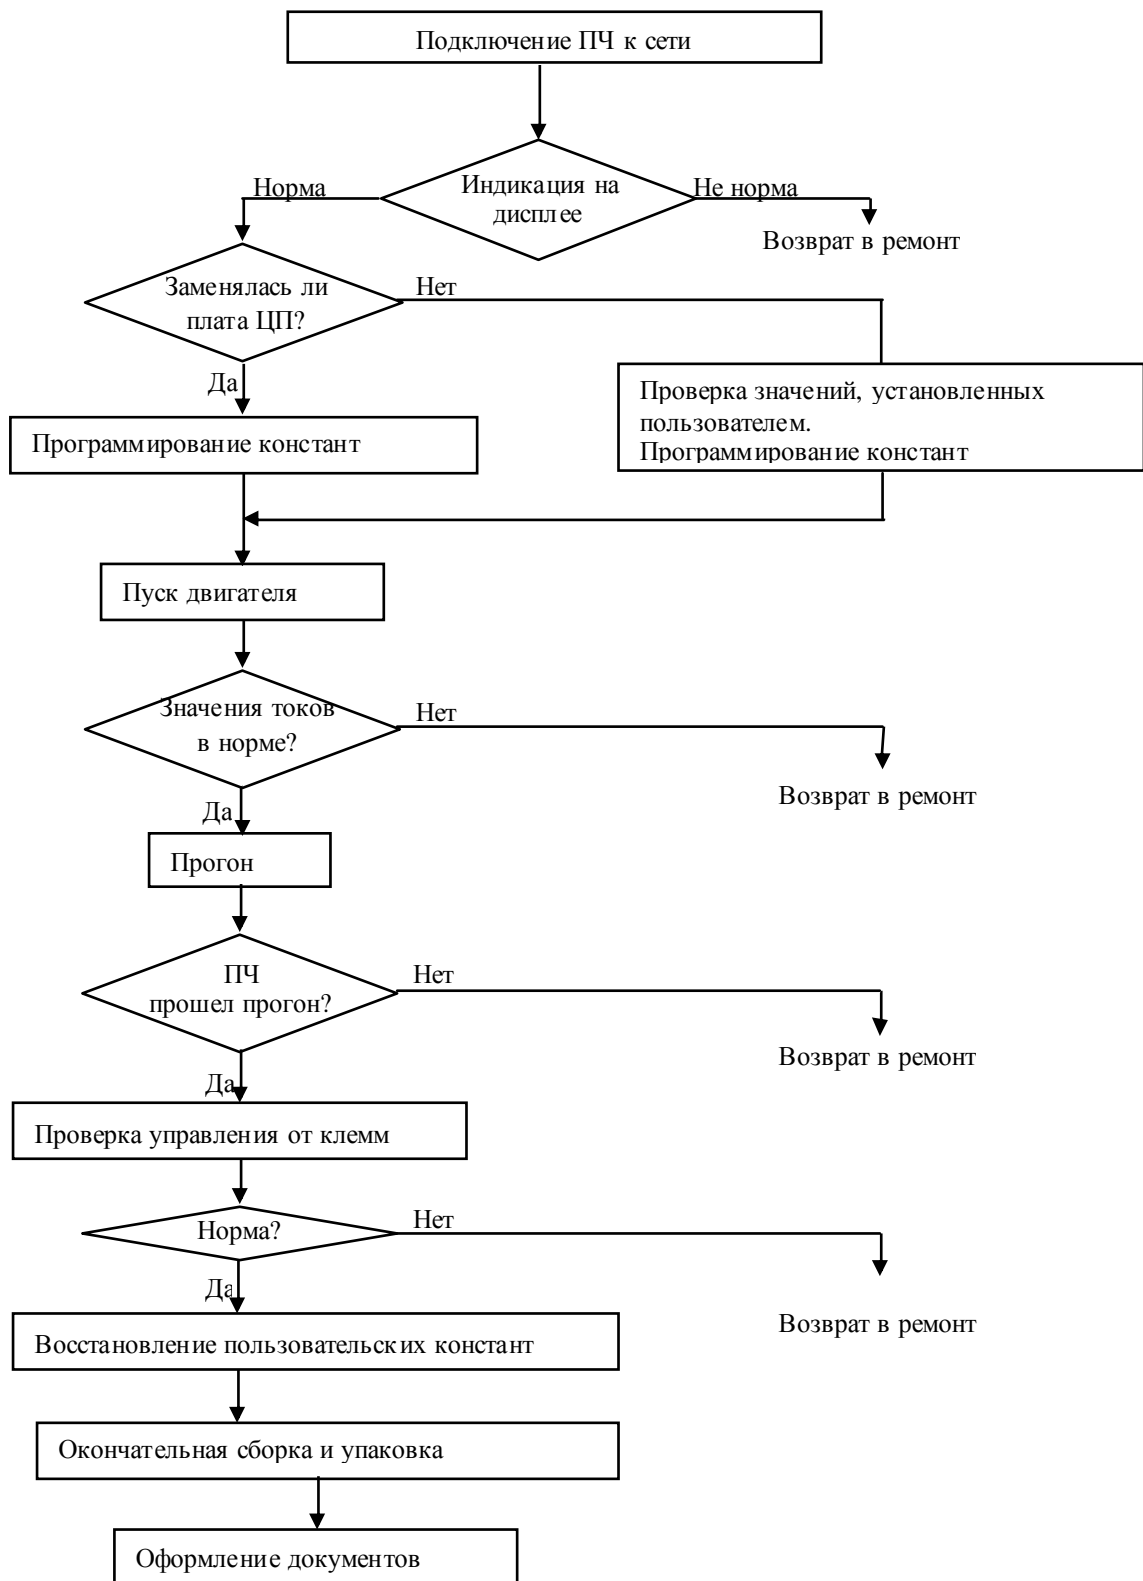 Подключение ПЧ к сети
Норма
Индикация на
дисплее
Не норма
Возврат в ремонт
Заменялась ли
плата ЦП?
Нет
Да
Проверка значений, установленных
пользователем.
Программирование констант
Программирование констант
Пуск двигателя
Значения токов
в норме?
Нет
Возврат в ремонт
Да
Прогон
ПЧ
прошел прогон?
Нет
Возврат в ремонт
Да
Проверка управления от клемм
Норма?
Нет
Да
Возврат в ремонт
Восстановление пользовательских констант
Окончательная сборка и упаковка
Оформление документов